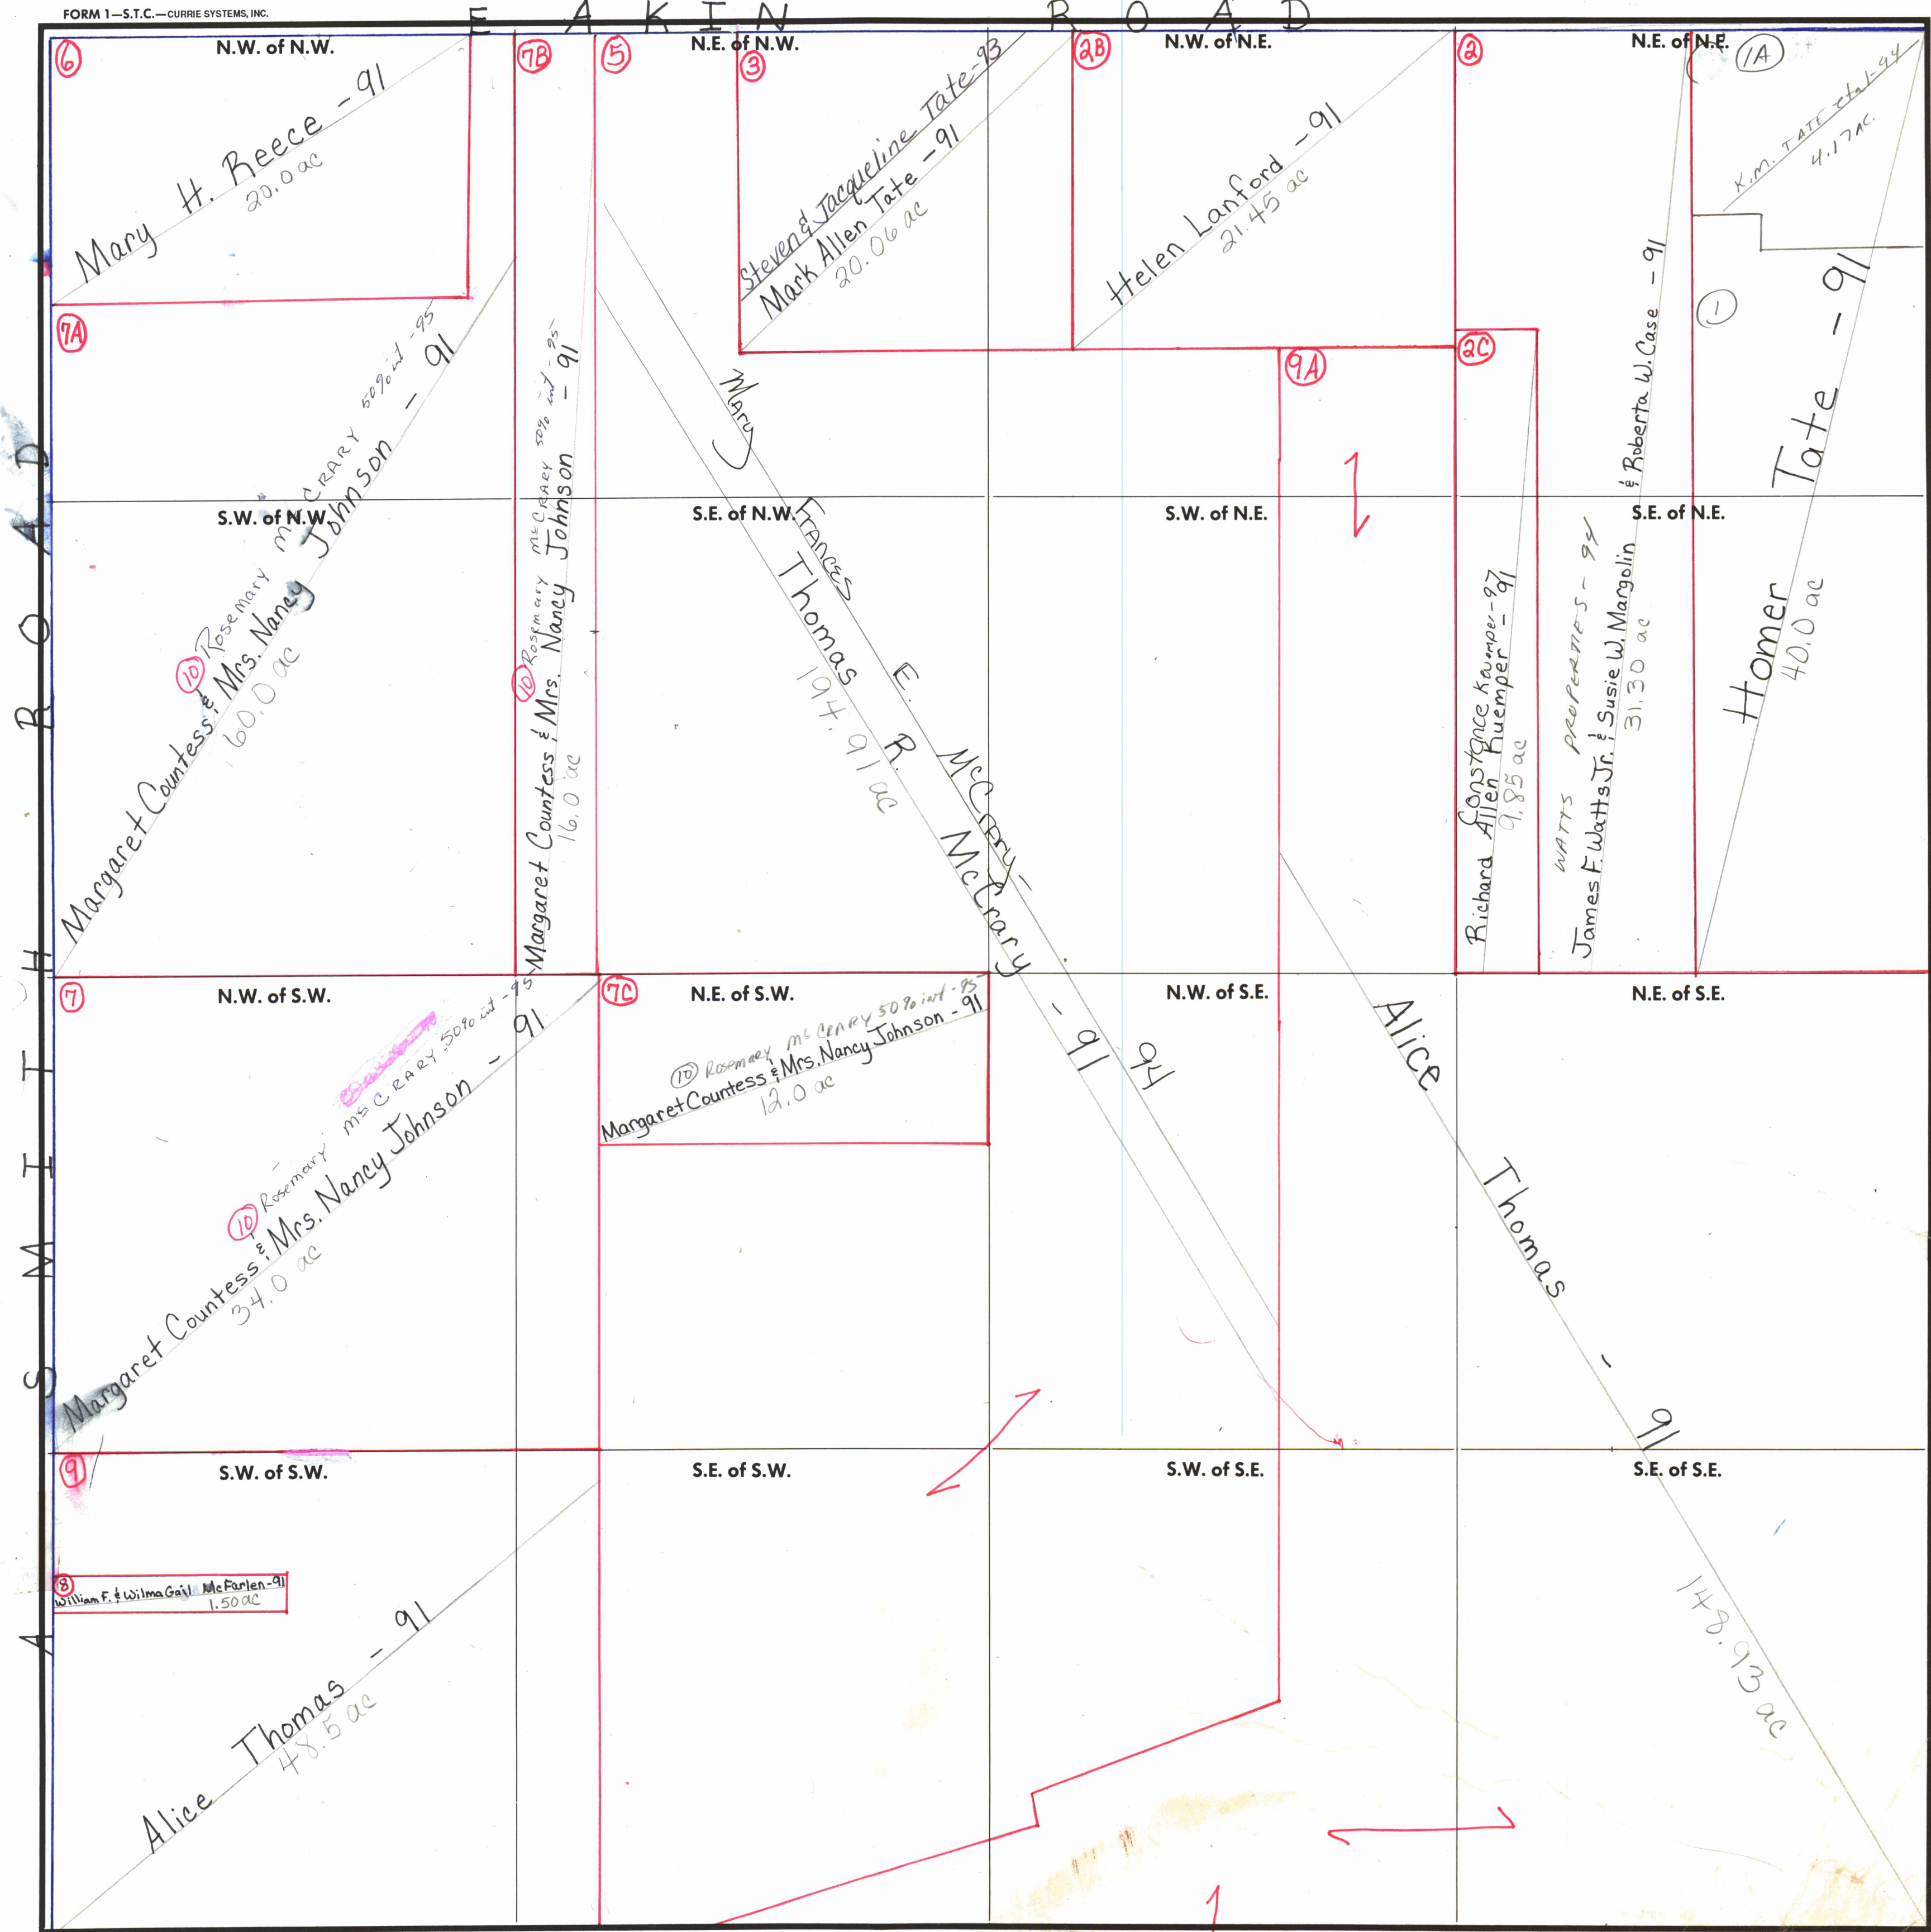 FORM 1—S.T.C.—CURRIE SYSTEMS, INC.
EAKIN ROAD
A. SMITH ROAD
N.W. of N.W.
N.E. of N.W.
N.W. of N.E.
N.E. of N.E.
6
Mary H. Reece - 91
20.0 ac
7B
5
3
Steven & Jacqueline Tate-93
Mark Allen Tate - 91
20.06 ac
2B
Helen Lanford - 91
21.45 ac
2
1A
K.M. TATE etal-94
4.17 AC.
1
Homer Tate - 91
40.0 ac
7A
10 Rosemary McCRARY 50% int -95
Margaret Countess & Mrs. Nancy Johnson - 91
60.0 ac
10 Rosemary McCRARY 50% int -95
Margaret Countess & Mrs. Nancy Johnson - 91
16.0 ac
Mary Frances E. McCrary - 94
Thomas R. McCrary - 91
194.91 ac
9A
2C
Constance Kuemper-97
Richard Allen Kuemper - 91
9.85 ac
WATTS PROPERTIES - 94
James F. Watts Jr. & Susie W. Margolin & Roberta W. Case - 91
31.30 ac
S.W. of N.W.
S.E. of N.W.
S.W. of N.E.
S.E. of N.E.
7
N.W. of S.W.
7C
N.E. of S.W.
N.W. of S.E.
N.E. of S.E.
10 Rosemary McCRARY, 50% int -95
Margaret Countess & Mrs. Nancy Johnson - 91
34.0 ac
10 Rosemary McCRARY 50% int -95
Margaret Countess & Mrs. Nancy Johnson - 91
12.0 ac
Alice Thomas - 91
148.93 ac
9
S.W. of S.W.
S.E. of S.W.
S.W. of S.E.
S.E. of S.E.
8
William F. & Wilma Gail McFarlen-91
1.50 ac
Alice Thomas - 91
48.5 ac